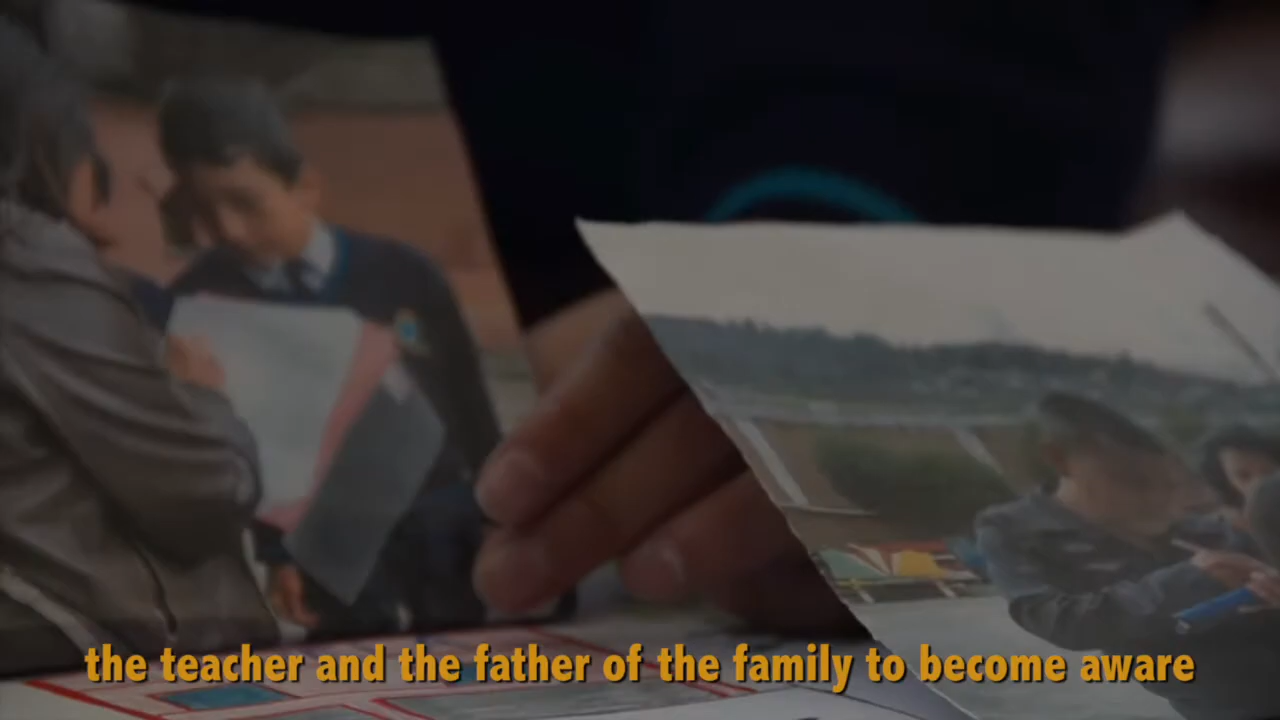 the teacher and the father of the family to become aware